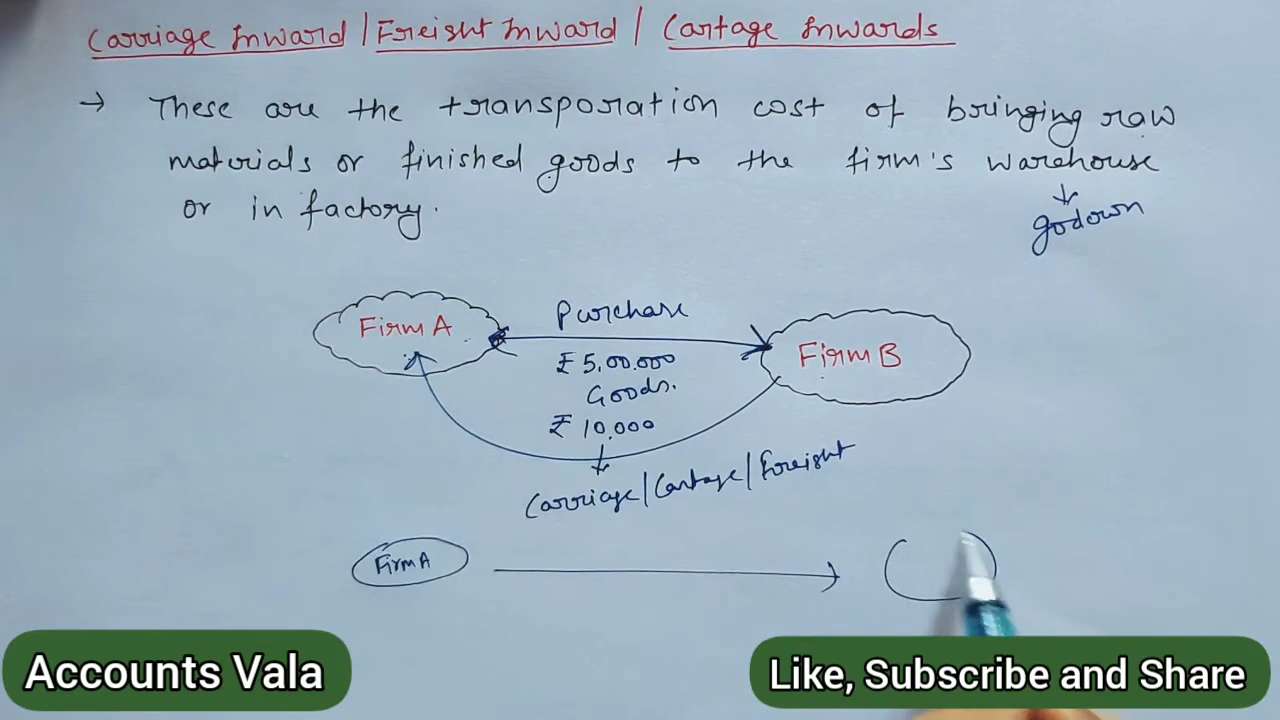 Carriage Inward / Freight Inward / Cartage Inwards
→ These are the transporation cost of bringing raw
materials or finished goods to the firm's warehouse
or in factory.
godown
Purchase
Firm A
Firm B
₹ 5,00,000
Goods.
₹ 10,000
Carriage/Cartage/Freight
Firm A
Accounts Vala
Like, Subscribe and Share